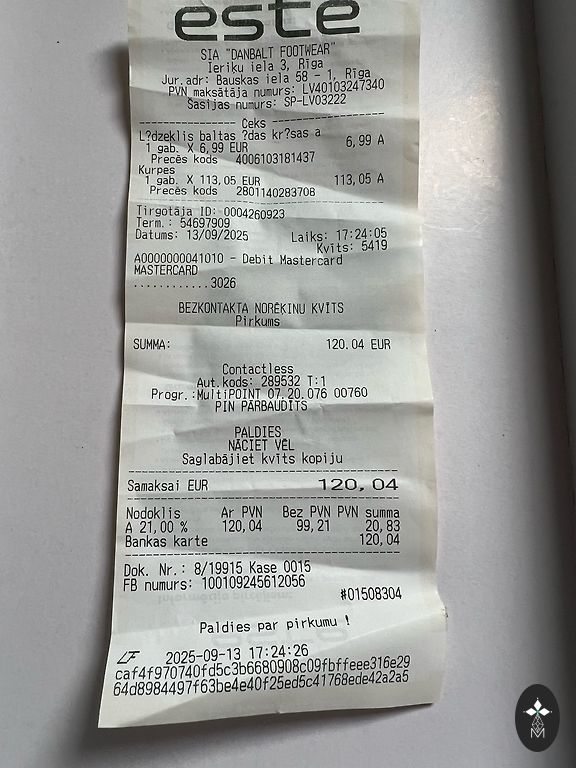 este
SIA "DANBALT FOOTWEAR"
Ieriķu iela 3, Rīga
Jur.adr: Bauskas iela 58 - 1, Rīga
PVN maksātāja numurs: LV40103247340
Sasijas numurs: SP-LV03222
Čeks
L?dzeklis baltas ?das kr?sas a
1 gab. X 6,99 EUR 6,99 A
Preces kods 4006103181437
Kurpes
1 gab. X 113,05 EUR 113,05 A
Preces kods 2801140283708
Tirgotāja ID: 0004260923
Term.: 54697909
Datums: 13/09/2025 Laiks: 17:24:05
Kvīts: 5419
A0000000041010 - Debit Mastercard
MASTERCARD
............3026
BEZKONTAKTA NORĒĶINU KVĪTS
Pirkums
SUMMA: 120.04 EUR
Contactless
Aut.kods: 289532 T:1
Progr.:MultiPOINT 07.20.076 00760
PIN PĀRBAUDĪTS
PALDIES
NĀCIET VĒL
Saglabājiet kvīts kopiju
Samaksai EUR 120,04
Nodoklis Ar PVN Bez PVN PVN summa
A 21,00 % 120,04 99,21 20,83
Bankas karte 120,04
Dok. Nr.: 8/19915 Kase 0015
FB numurs: 100109245612056
#01508304
Paldies par pirkumu !
LF 2025-09-13 17:24:26
caf4f970740fd5c3b6680908c09fbffeee316e29
64d8984497f63be4e40f25ed5c41768ede42a2a5
M